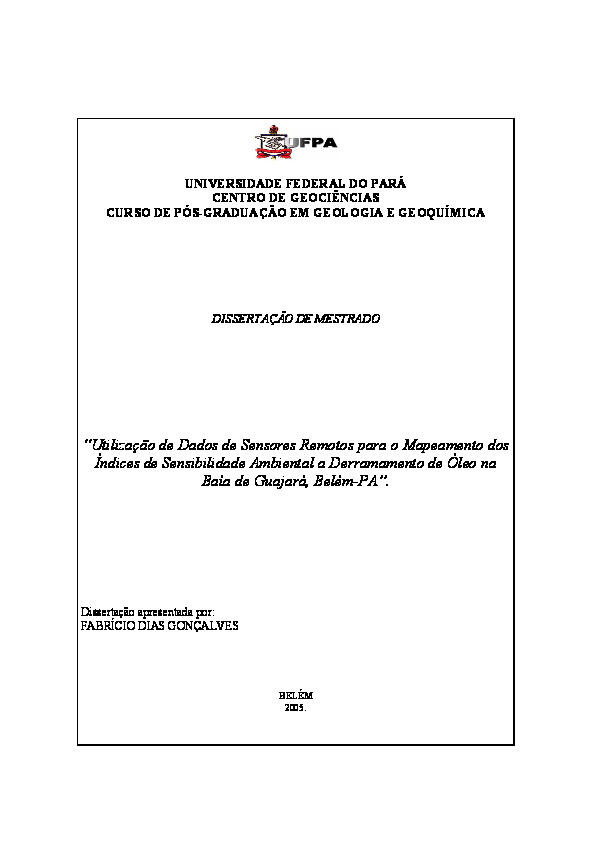 UFPA
UNIVERSIDADE FEDERAL DO PARÁ
CENTRO DE GEOCIÊNCIAS
CURSO DE PÓS-GRADUAÇÃO EM GEOLOGIA E GEOQUÍMICA
DISSERTAÇÃO DE MESTRADO
“Utilização de Dados de Sensores Remotos para o Mapeamento dos
Índices de Sensibilidade Ambiental a Derramamento de Óleo na
Baía de Guajará, Belém-PA”.
Dissertação apresentada por:
FABRÍCIO DIAS GONÇALVES
BELÉM
2005.